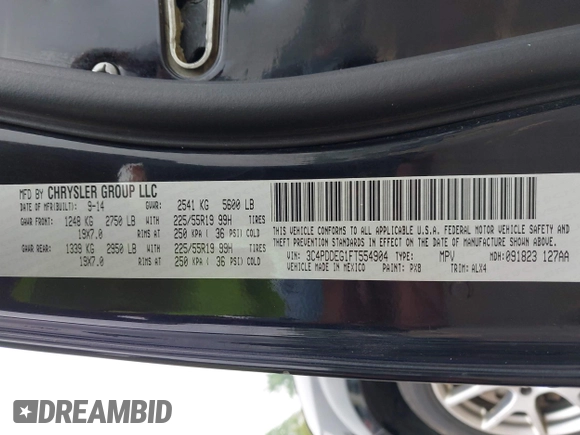 MFD BY CHRYSLER GROUP LLC
DATE OF MFR(BUILT): 9-14 GVWR: 2541 KG 5600 LB
GAWR FRONT: 1248 KG 2750 LB WITH 225/55R19 99H TIRES
19X7.0 RIMS AT 250 KPA ( 36 PSI) COLD
GAWR REAR: 1339 KG 2950 LB WITH 225/55R19 99H TIRES
19X7.0 RIMS AT 250 KPA ( 36 PSI) COLD
THIS VEHICLE CONFORMS TO ALL APPLICABLE U.S.A. FEDERAL MOTOR VEHICLE SAFETY, BUMPER, AND
THEFT PREVENTION STANDARDS IN EFFECT ON THE DATE OF MANUFACTURE SHOWN ABOVE.
VIN: 3C4PDDEG1FT554904 TYPE: MPV MDH: 091823 127AA
VEHICLE MADE IN MEXICO PAINT: PXB TRIM: ALX4
DREAMBID